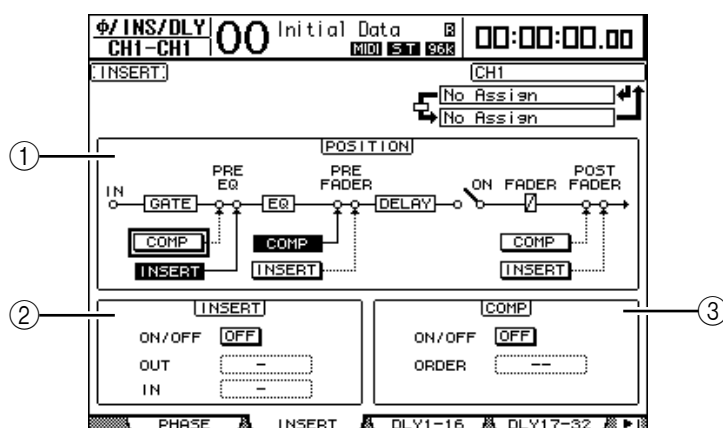 Φ/INS/DLY
CH1-CH1
00 Initial Data R
MIDI ST 96K
00:00:00.00
INSERT
CH1
No Assign
No Assign
POSITION
1
IN
GATE
PRE EQ
EQ
PRE FADER
DELAY
ON
FADER
POST FADER
COMP
COMP
COMP
INSERT
INSERT
INSERT
2
INSERT
ON/OFF OFF
OUT -
IN -
3
COMP
ON/OFF OFF
ORDER --
PHASE
INSERT
DLY1-16
DLY17-32